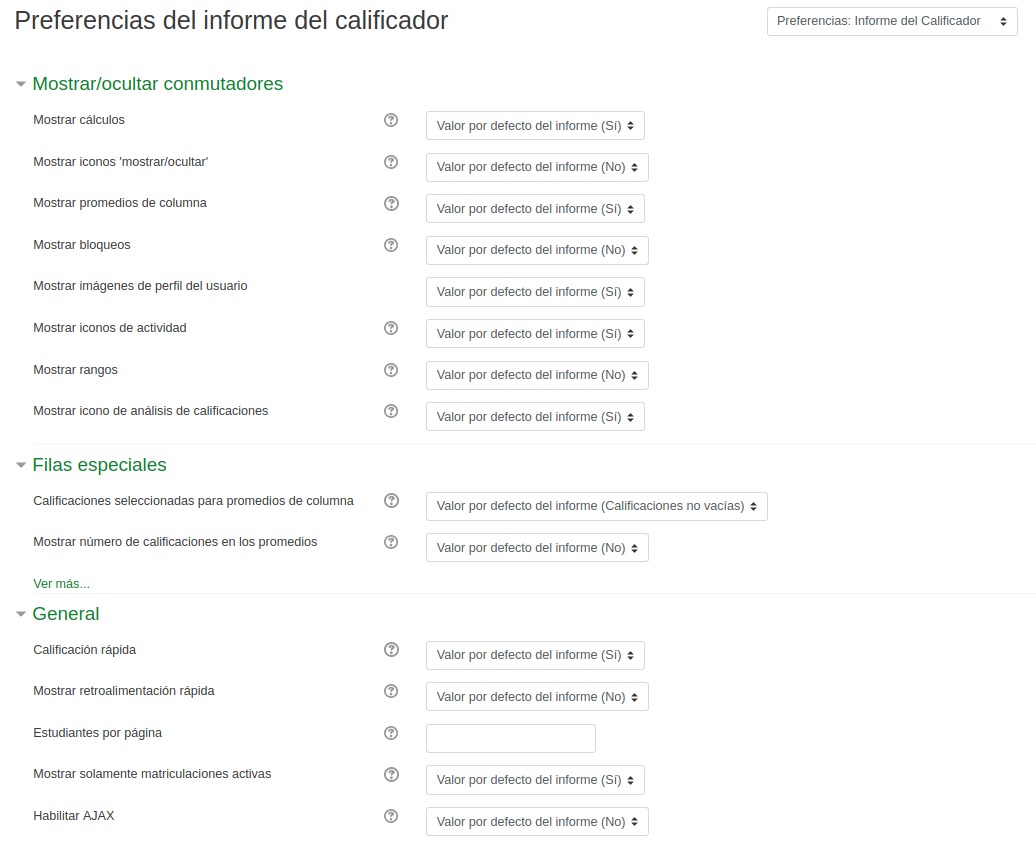 Preferencias del informe del calificador
Preferencias: Informe del Calificador
Mostrar/ocultar conmutadores
Mostrar cálculos
Valor por defecto del informe (Sí)
Mostrar iconos 'mostrar/ocultar'
Valor por defecto del informe (No)
Mostrar promedios de columna
Valor por defecto del informe (Sí)
Mostrar bloqueos
Valor por defecto del informe (No)
Mostrar imágenes de perfil del usuario
Valor por defecto del informe (Sí)
Mostrar iconos de actividad
Valor por defecto del informe (Sí)
Mostrar rangos
Valor por defecto del informe (No)
Mostrar icono de análisis de calificaciones
Valor por defecto del informe (Sí)
Filas especiales
Calificaciones seleccionadas para promedios de columna
Valor por defecto del informe (Calificaciones no vacías)
Mostrar número de calificaciones en los promedios
Valor por defecto del informe (No)
Ver más...
General
Calificación rápida
Valor por defecto del informe (Sí)
Mostrar retroalimentación rápida
Valor por defecto del informe (No)
Estudiantes por página
Mostrar solamente matriculaciones activas
Valor por defecto del informe (Sí)
Habilitar AJAX
Valor por defecto del informe (No)